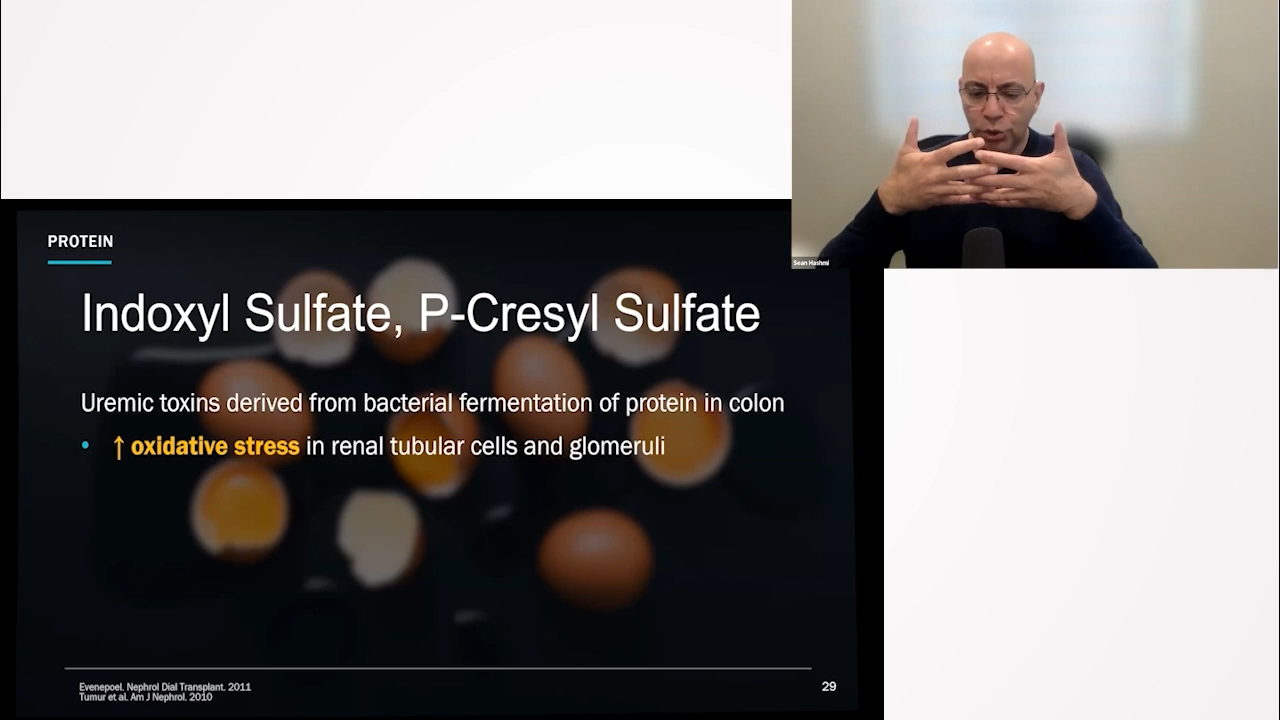 Sean Hashmi
PROTEIN
Indoxyl Sulfate, P-Cresyl Sulfate
Uremic toxins derived from bacterial fermentation of protein in colon
• ↑ oxidative stress in renal tubular cells and glomeruli
Evenepoel. Nephrol Dial Transplant. 2011
Tumur et al. Am J Nephrol. 2010
29